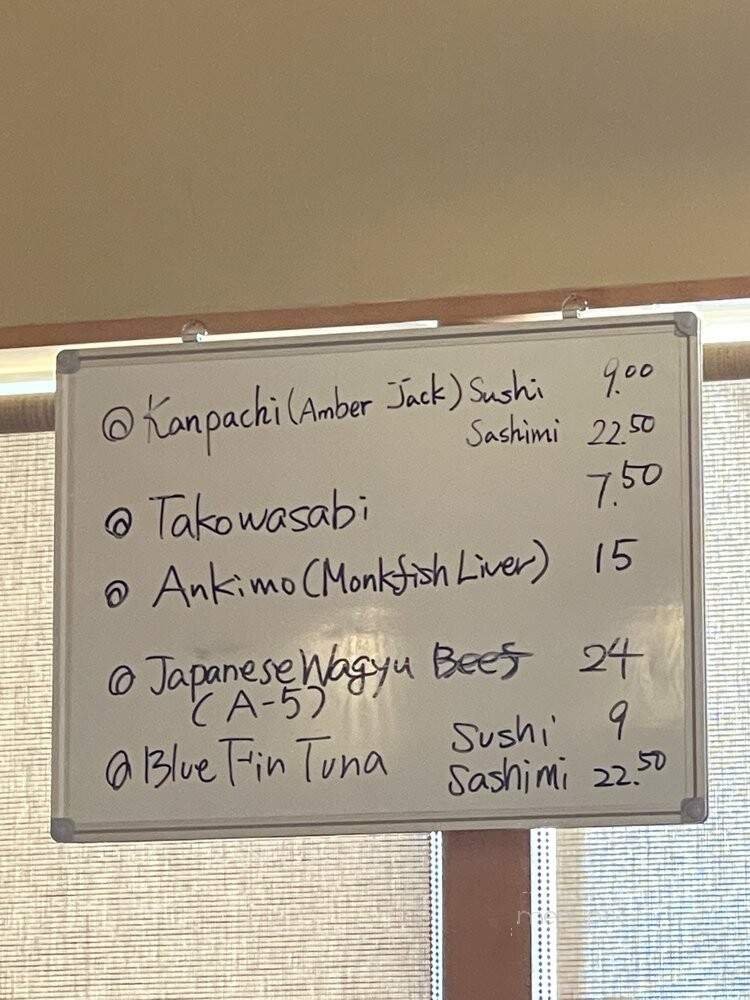 ◎ Kanpachi (Amber Jack) Sushi 9.00
Sashimi 22.50
◎ Takowasabi 7.50
◎ Ankimo (Monkfish Liver) 15
◎ Japanese Wagyu Beef 24
(A-5)
◎ Blue Fin Tuna Sushi 9
Sashimi 22.50